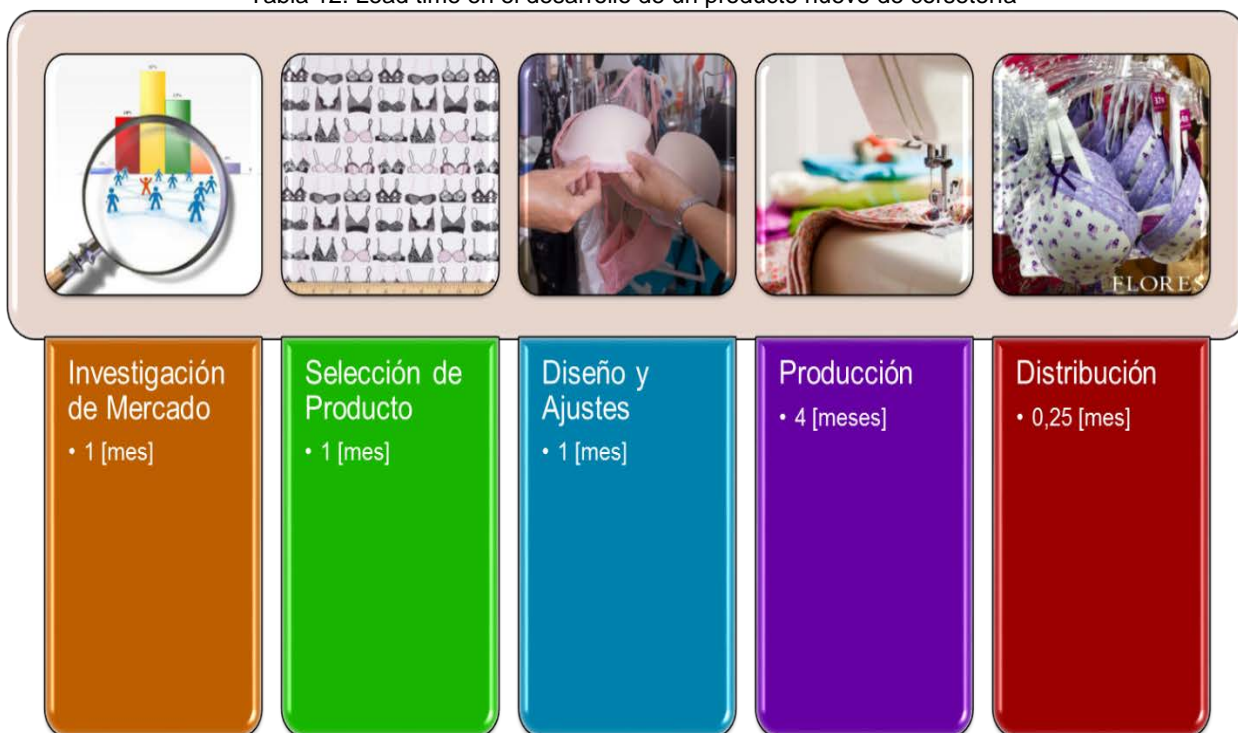 Tabla 12. Lead time en el desarrollo de un producto nuevo de corsetería
FLORES
Investigación
de Mercado
• 1 [mes]
Selección de
Producto
• 1 [mes]
Diseño y
Ajustes
• 1 [mes]
Producción
• 4 [meses]
Distribución
• 0,25 [mes]